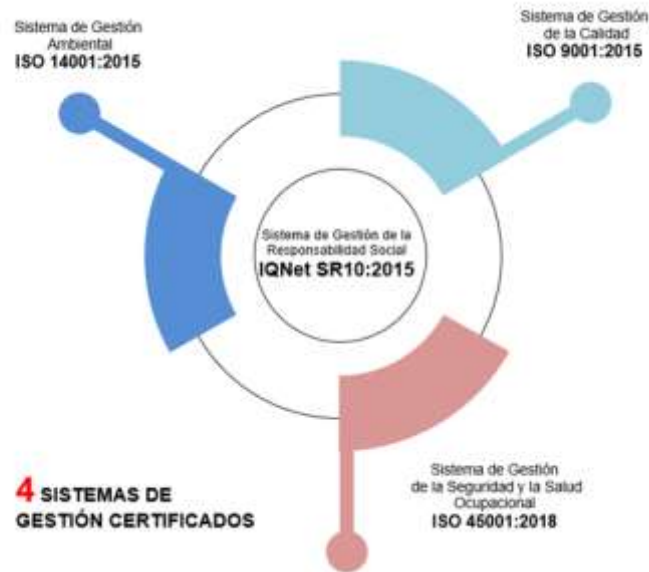 Sistema de Gestión
Ambiental
ISO 14001:2015
Sistema de Gestión
de la Calidad
ISO 9001:2015
Sistema de Gestión de la
Responsabilidad Social
IQNet SR10:2015
4 SISTEMAS DE
GESTIÓN CERTIFICADOS
Sistema de Gestión
de la Seguridad y la Salud
Ocupacional
ISO 45001:2018